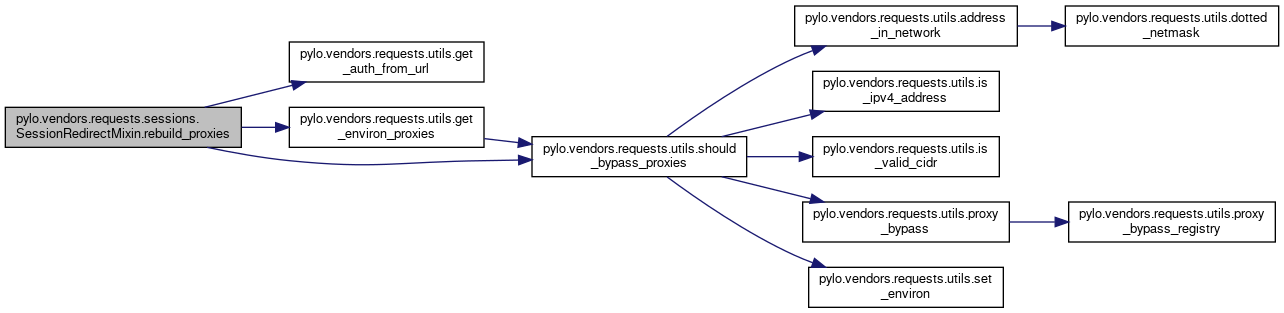 pylo.vendors.requests.sessions.
SessionRedirectMixin.rebuild_proxies
pylo.vendors.requests.utils.get
_auth_from_url
pylo.vendors.requests.utils.get
_environ_proxies
pylo.vendors.requests.utils.should
_bypass_proxies
pylo.vendors.requests.utils.address
_in_network
pylo.vendors.requests.utils.dotted
_netmask
pylo.vendors.requests.utils.is
_ipv4_address
pylo.vendors.requests.utils.is
_valid_cidr
pylo.vendors.requests.utils.proxy
_bypass
pylo.vendors.requests.utils.proxy
_bypass_registry
pylo.vendors.requests.utils.set
_environ